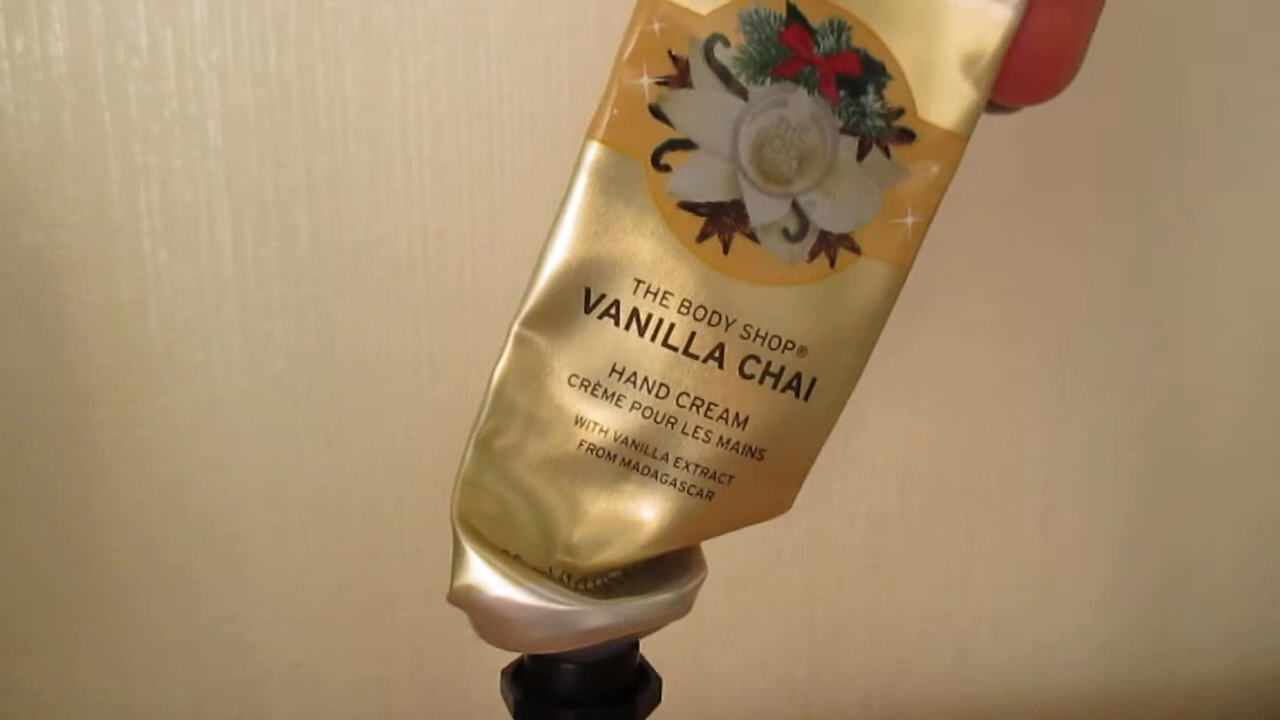 THE BODY SHOP®
VANILLA CHAI
HAND CREAM
CRÈME POUR LES MAINS
WITH VANILLA EXTRACT
FROM MADAGASCAR